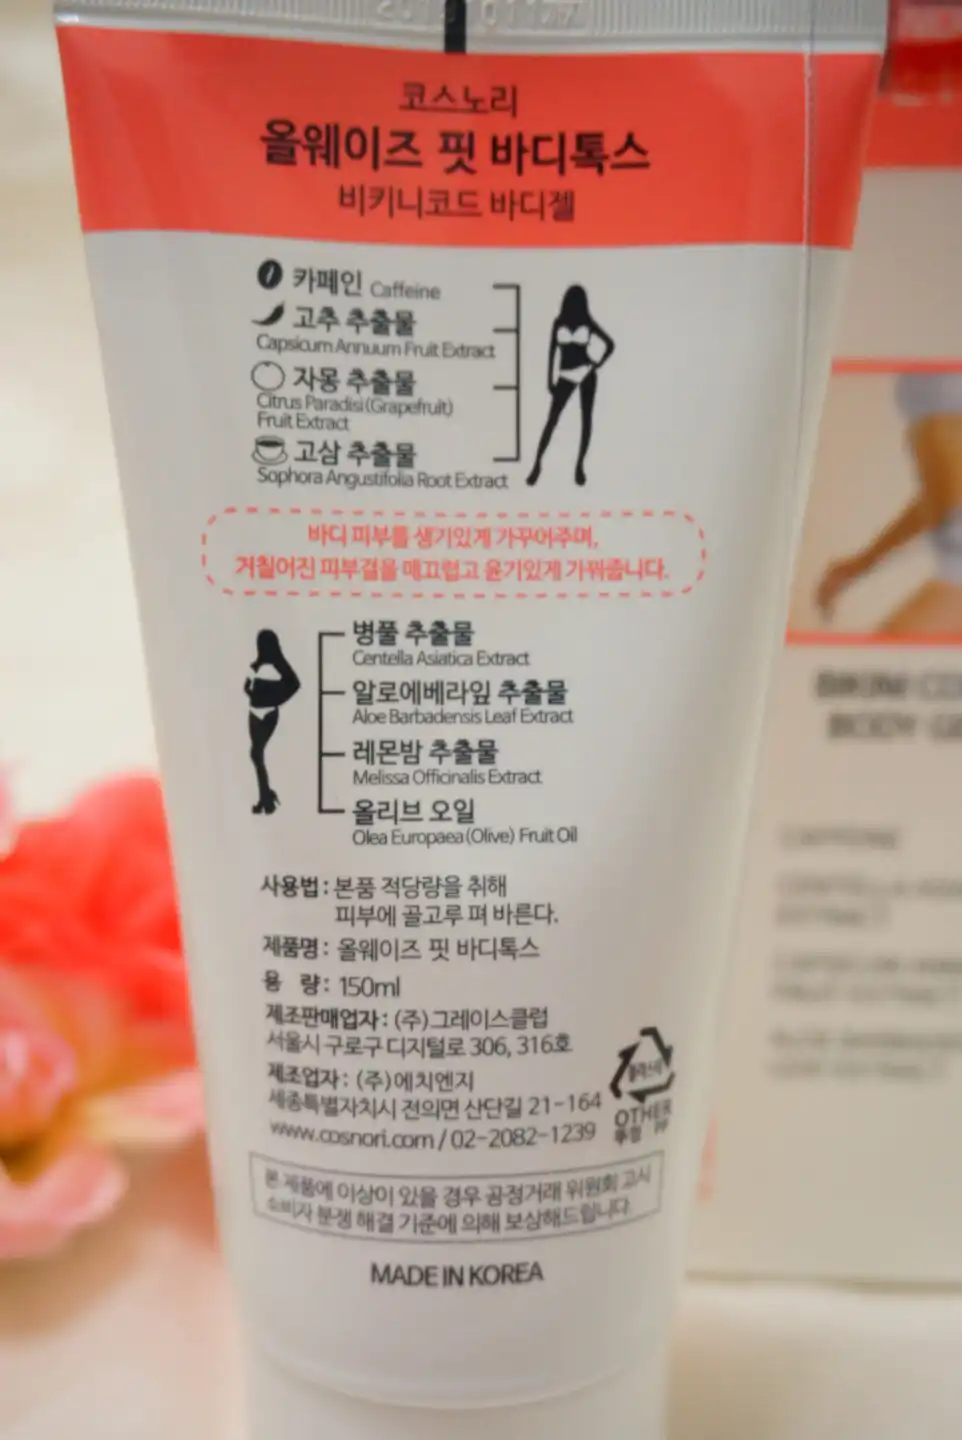 코스노리
올웨이즈 핏 바디톡스
비키니코드 바디젤
카페인 Caffeine
고추 추출물
Capsicum Annuum Fruit Extract
자몽 추출물
Citrus Paradisi(Grapefruit)
Fruit Extract
고삼 추출물
Sophora Angustifolia Root Extract
바디 피부를 생기있게 가꾸어주며,
거칠어진 피부결을 매끄럽고 윤기있게 가꿔줍니다.
병풀 추출물
Centella Asiatica Extract
알로에베라잎 추출물
Aloe Barbadensis Leaf Extract
레몬밤 추출물
Melissa Officinalis Extract
올리브 오일
Olea Europaea(Olive) Fruit Oil
사용법: 본품 적당량을 취해
피부에 골고루 펴 바른다.
제품명: 올웨이즈 핏 바디톡스
용 량: 150ml
제조판매업자: (주)그레이스클럽
서울시 구로구 디지털로 306, 316호
제조업자: (주)에치엔지
세종특별자치시 전의면 산단길 21-164
www.cosnori.com / 02-2082-1239
플라스틱
OTHER
뚜껑 PP
본 제품에 이상이 있을 경우 공정거래 위원회 고시
소비자 분쟁 해결 기준에 의해 보상해드립니다.
MADE IN KOREA
BIKINI
BODY
CAFFEINE